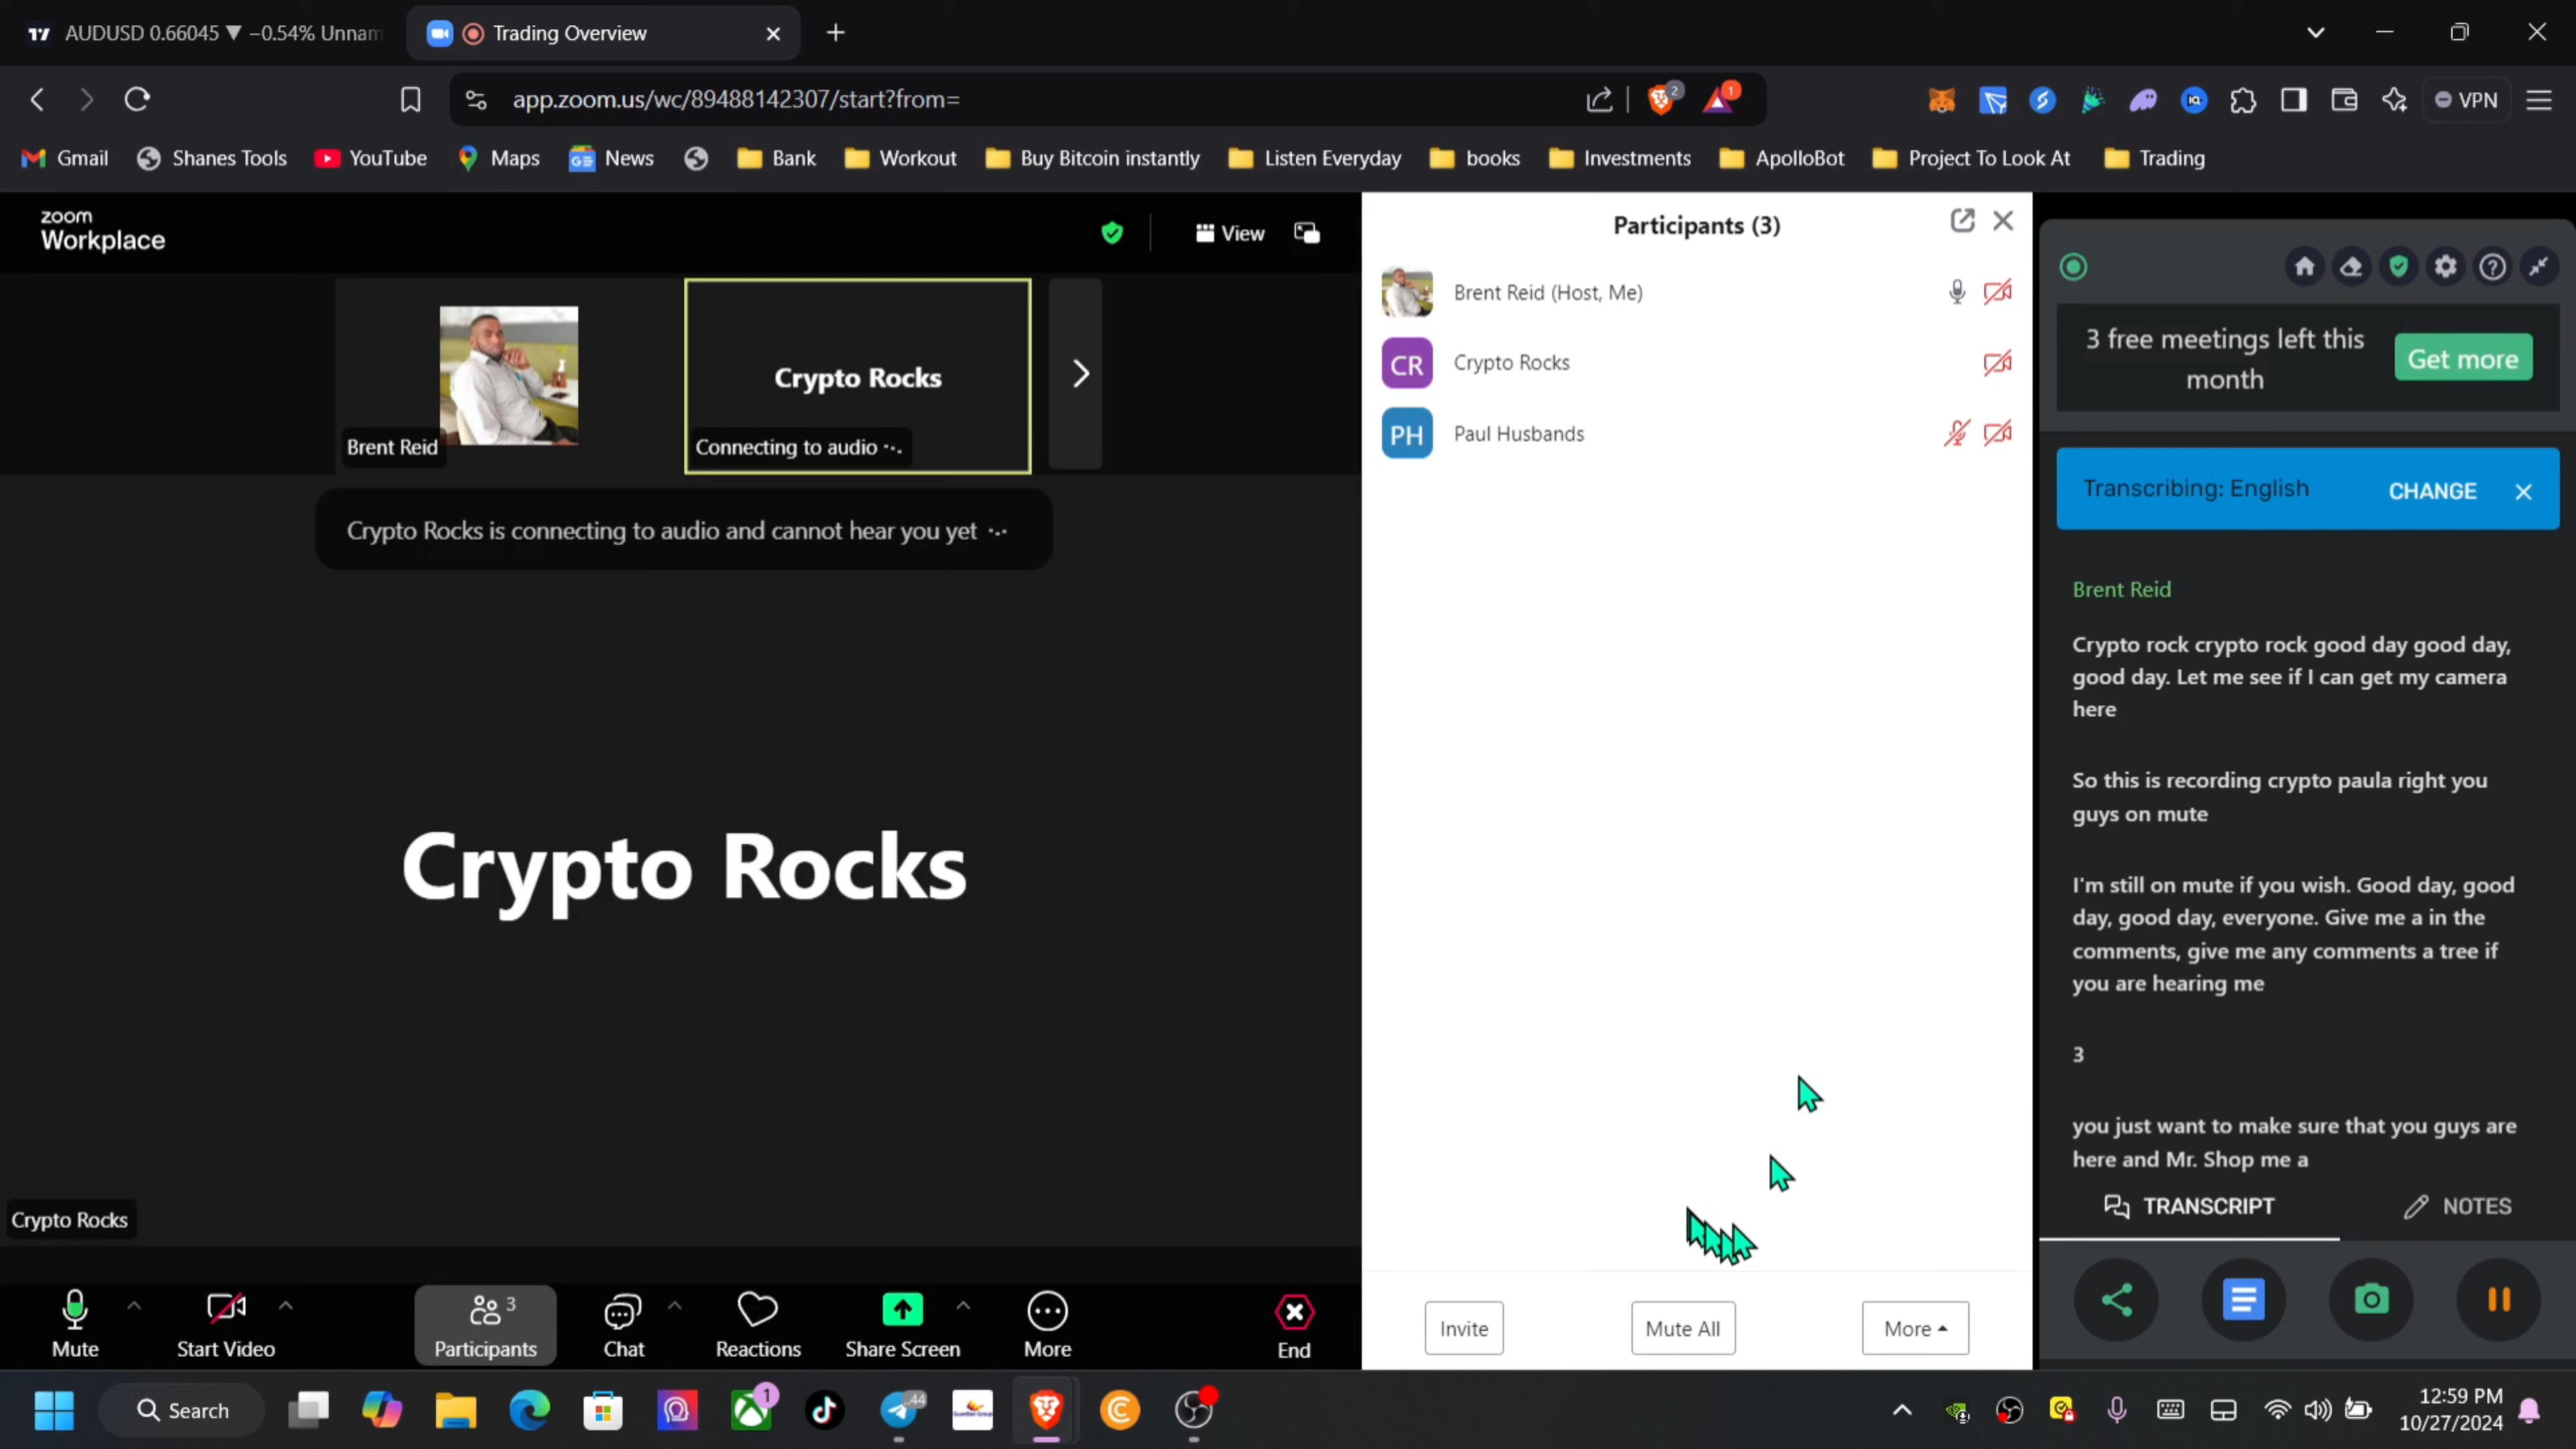 AUDUSD 0.66045 ▼ −0.54% Unnam
Trading Overview
app.zoom.us/wc/89488142307/start?from=
2
1
VPN
Gmail
Shanes Tools
YouTube
Maps
News
Bank
Workout
Buy Bitcoin instantly
Listen Everyday
books
Investments
ApolloBot
Project To Look At
Trading
zoom
Workplace
View
Brent Reid
Crypto Rocks
Connecting to audio
Crypto Rocks is connecting to audio and cannot hear you yet
Crypto Rocks
Crypto Rocks
Mute
Start Video
3
Participants
Chat
Reactions
Share Screen
More
End
Participants (3)
Brent Reid (Host, Me)
CR
Crypto Rocks
PH
Paul Husbands
Invite
Mute All
More
3 free meetings left this
month
Get more
Transcribing: English
CHANGE
Brent Reid
Crypto rock crypto rock good day good day,
good day. Let me see if I can get my camera
here
So this is recording crypto paula right you
guys on mute
I'm still on mute if you wish. Good day, good
day, good day, everyone. Give me a in the
comments, give me any comments a tree if
you are hearing me
3
you just want to make sure that you guys are
here and Mr. Shop me a
TRANSCRIPT
NOTES
Search
1
44
12:59 PM
10/27/2024